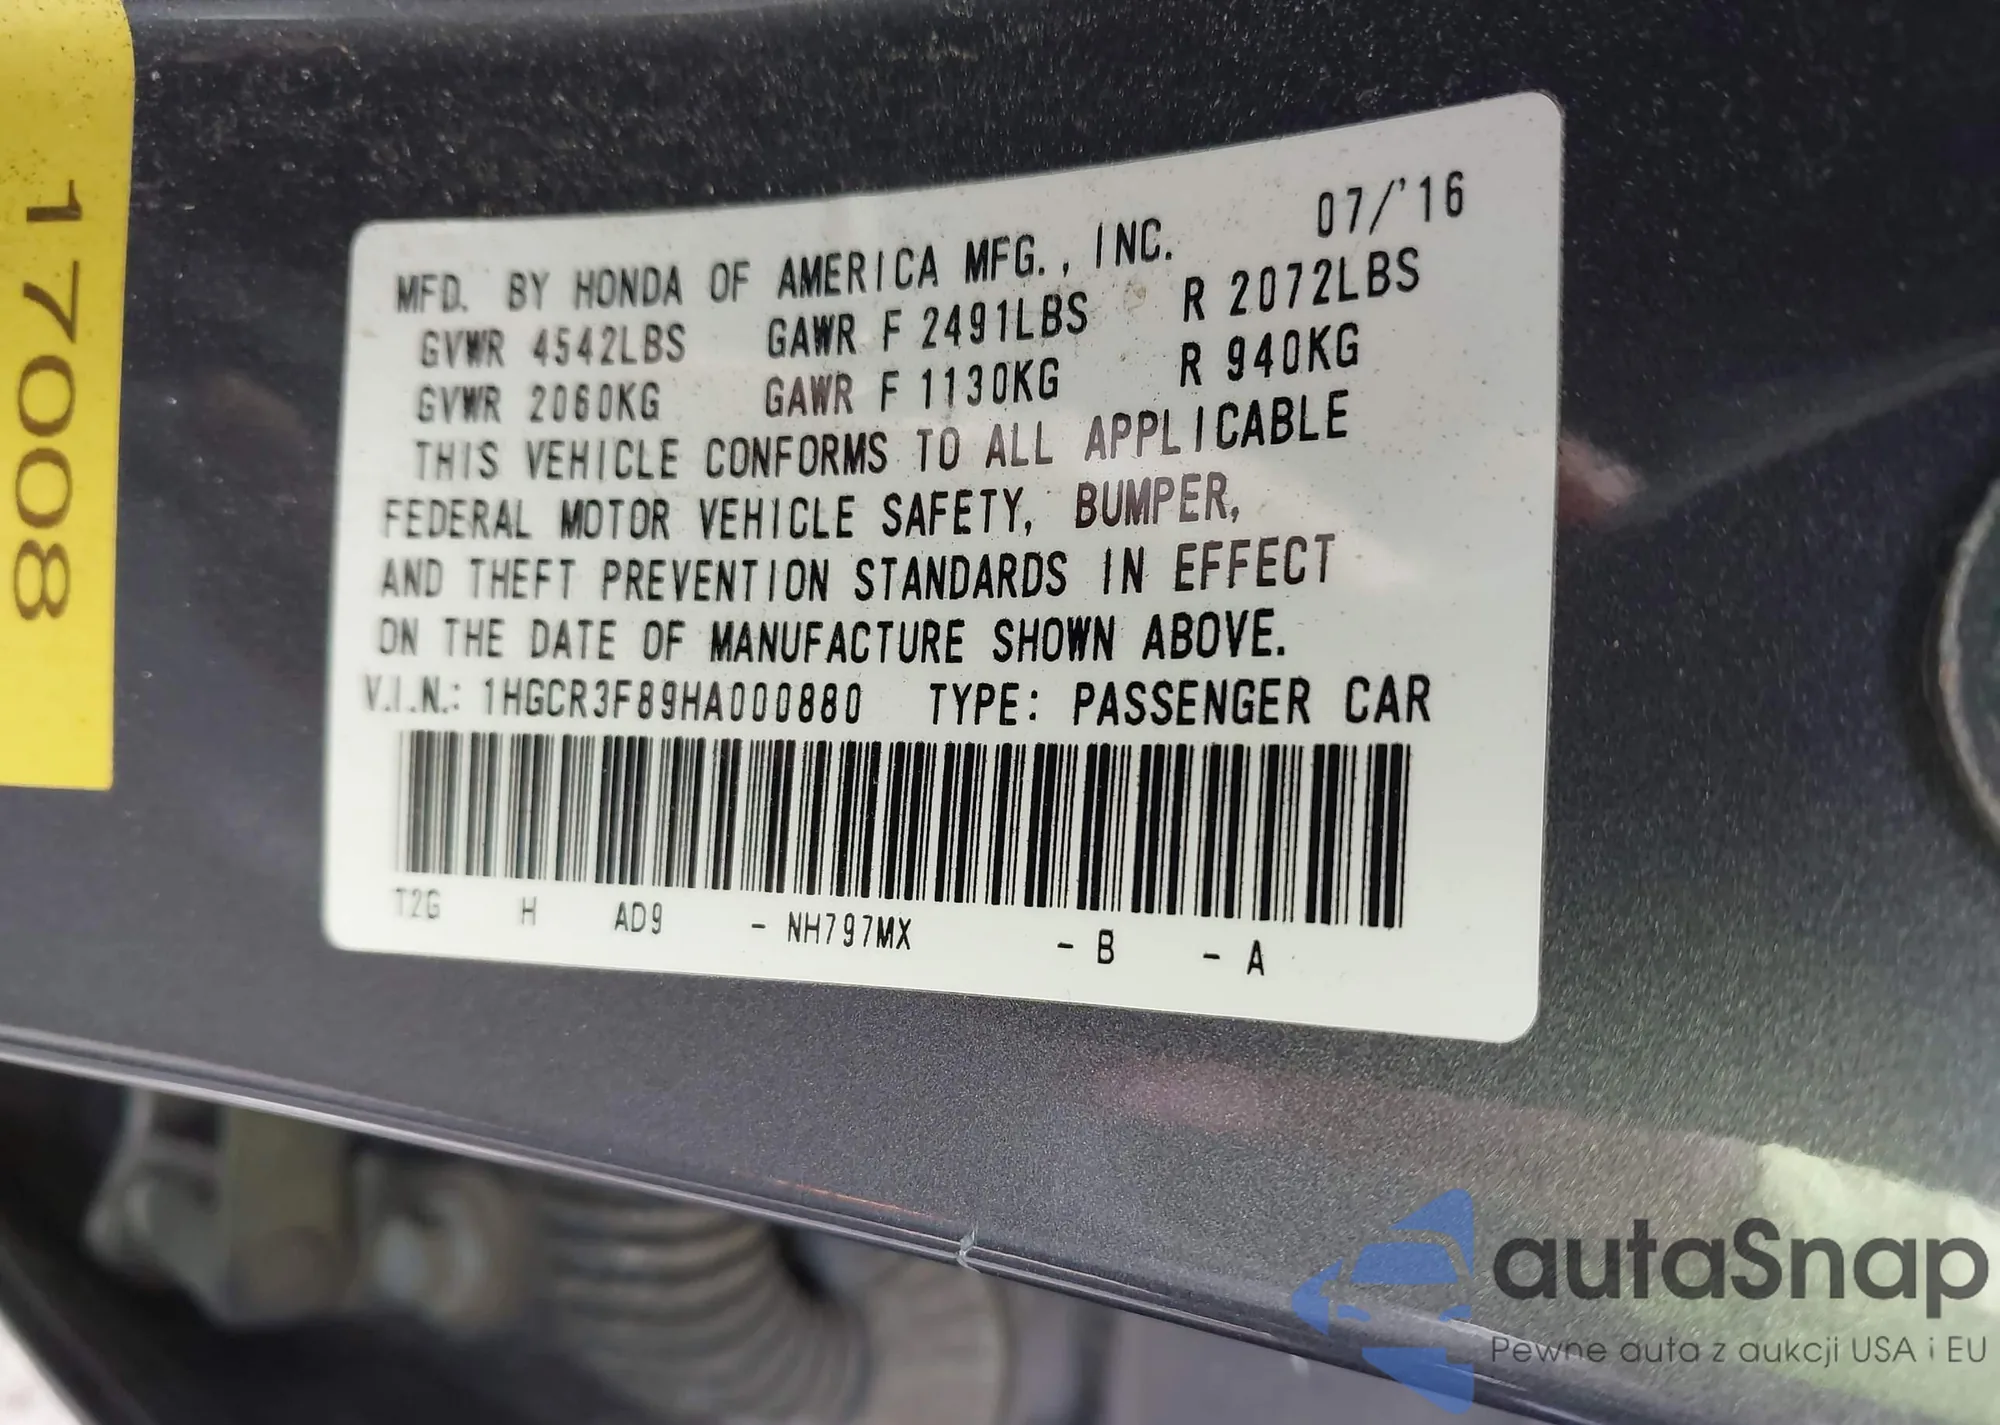 17008
07/'16
MFD. BY HONDA OF AMERICA MFG., INC.
GVWR 4542LBS GAWR F 2491LBS R 2072LBS
GVWR 2060KG GAWR F 1130KG R 940KG
THIS VEHICLE CONFORMS TO ALL APPLICABLE
FEDERAL MOTOR VEHICLE SAFETY, BUMPER,
AND THEFT PREVENTION STANDARDS IN EFFECT
ON THE DATE OF MANUFACTURE SHOWN ABOVE.
V.I.N.: 1HGCR3F89HA000880 TYPE: PASSENGER CAR
T2G H AD9 - NH797MX - B - A
autaSnap
Pewne auta z aukcji USA i EU